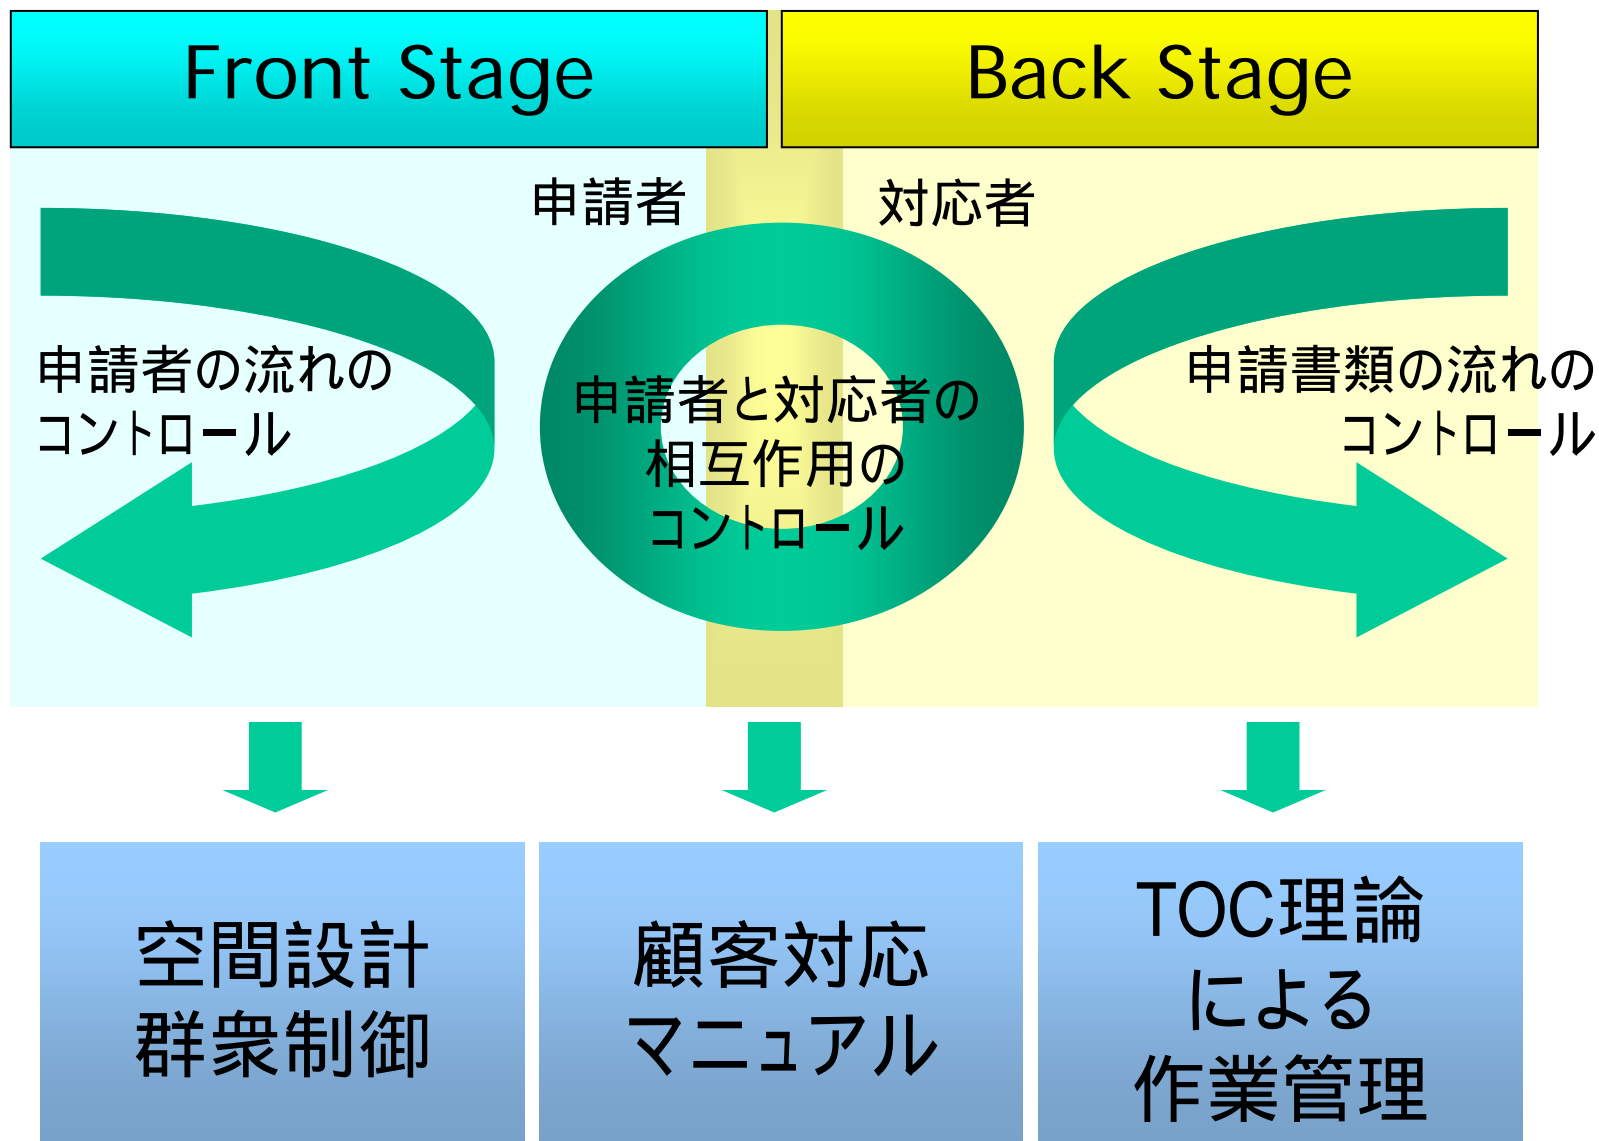 Front Stage
Back Stage
申請者
対応者
申請者の流れの
コントロール
申請者と対応者の
相互作用の
コントロール
申請書類の流れの
コントロール
空間設計
群衆制御
顧客対応
マニュアル
TOC理論
による
作業管理